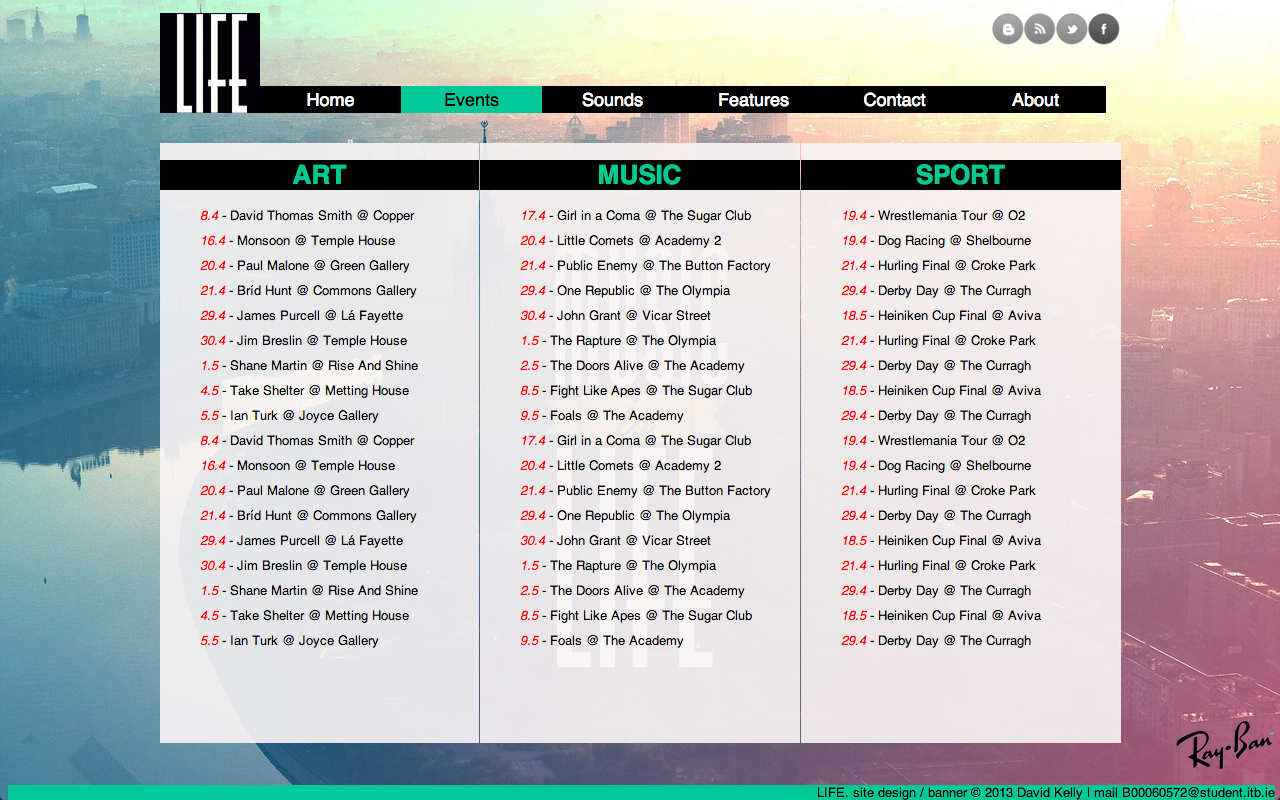 LIFE
Home
Events
Sounds
Features
Contact
About
ART
8.4 - David Thomas Smith @ Copper
16.4 - Monsoon @ Temple House
20.4 - Paul Malone @ Green Gallery
21.4 - Bríd Hunt @ Commons Gallery
29.4 - James Purcell @ Lá Fayette
30.4 - Jim Breslin @ Temple House
1.5 - Shane Martin @ Rise And Shine
4.5 - Take Shelter @ Metting House
5.5 - Ian Turk @ Joyce Gallery
8.4 - David Thomas Smith @ Copper
16.4 - Monsoon @ Temple House
20.4 - Paul Malone @ Green Gallery
21.4 - Bríd Hunt @ Commons Gallery
29.4 - James Purcell @ Lá Fayette
30.4 - Jim Breslin @ Temple House
1.5 - Shane Martin @ Rise And Shine
4.5 - Take Shelter @ Metting House
5.5 - Ian Turk @ Joyce Gallery
MUSIC
17.4 - Girl in a Coma @ The Sugar Club
20.4 - Little Comets @ Academy 2
21.4 - Public Enemy @ The Button Factory
29.4 - One Republic @ The Olympia
30.4 - John Grant @ Vicar Street
1.5 - The Rapture @ The Olympia
2.5 - The Doors Alive @ The Academy
8.5 - Fight Like Apes @ The Sugar Club
9.5 - Foals @ The Academy
17.4 - Girl in a Coma @ The Sugar Club
20.4 - Little Comets @ Academy 2
21.4 - Public Enemy @ The Button Factory
29.4 - One Republic @ The Olympia
30.4 - John Grant @ Vicar Street
1.5 - The Rapture @ The Olympia
2.5 - The Doors Alive @ The Academy
8.5 - Fight Like Apes @ The Sugar Club
9.5 - Foals @ The Academy
SPORT
19.4 - Wrestlemania Tour @ O2
19.4 - Dog Racing @ Shelbourne
21.4 - Hurling Final @ Croke Park
29.4 - Derby Day @ The Curragh
18.5 - Heiniken Cup Final @ Aviva
21.4 - Hurling Final @ Croke Park
29.4 - Derby Day @ The Curragh
18.5 - Heiniken Cup Final @ Aviva
29.4 - Derby Day @ The Curragh
19.4 - Wrestlemania Tour @ O2
19.4 - Dog Racing @ Shelbourne
21.4 - Hurling Final @ Croke Park
29.4 - Derby Day @ The Curragh
18.5 - Heiniken Cup Final @ Aviva
21.4 - Hurling Final @ Croke Park
29.4 - Derby Day @ The Curragh
18.5 - Heiniken Cup Final @ Aviva
29.4 - Derby Day @ The Curragh
Ray-Ban
LIFE. site design / banner © 2013 David Kelly | mail B00060572@student.itb.ie